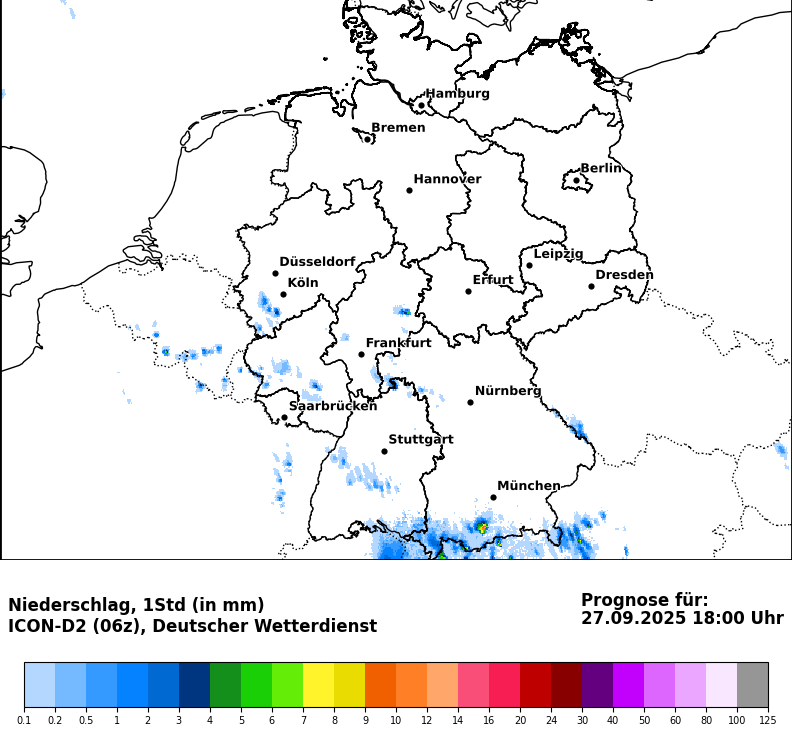 Hamburg
Bremen
Berlin
Hannover
Leipzig
Düsseldorf
Dresden
Köln
Erfurt
Frankfurt
Nürnberg
Saarbrücken
Stuttgart
München
Niederschlag, 1Std (in mm)
ICON-D2 (06z), Deutscher Wetterdienst
Prognose für:
27.09.2025 18:00 Uhr
0.1 0.2 0.5 1 2 3 4 5 6 7 8 9 10 12 14 16 20 24 30 40 50 60 80 100 125